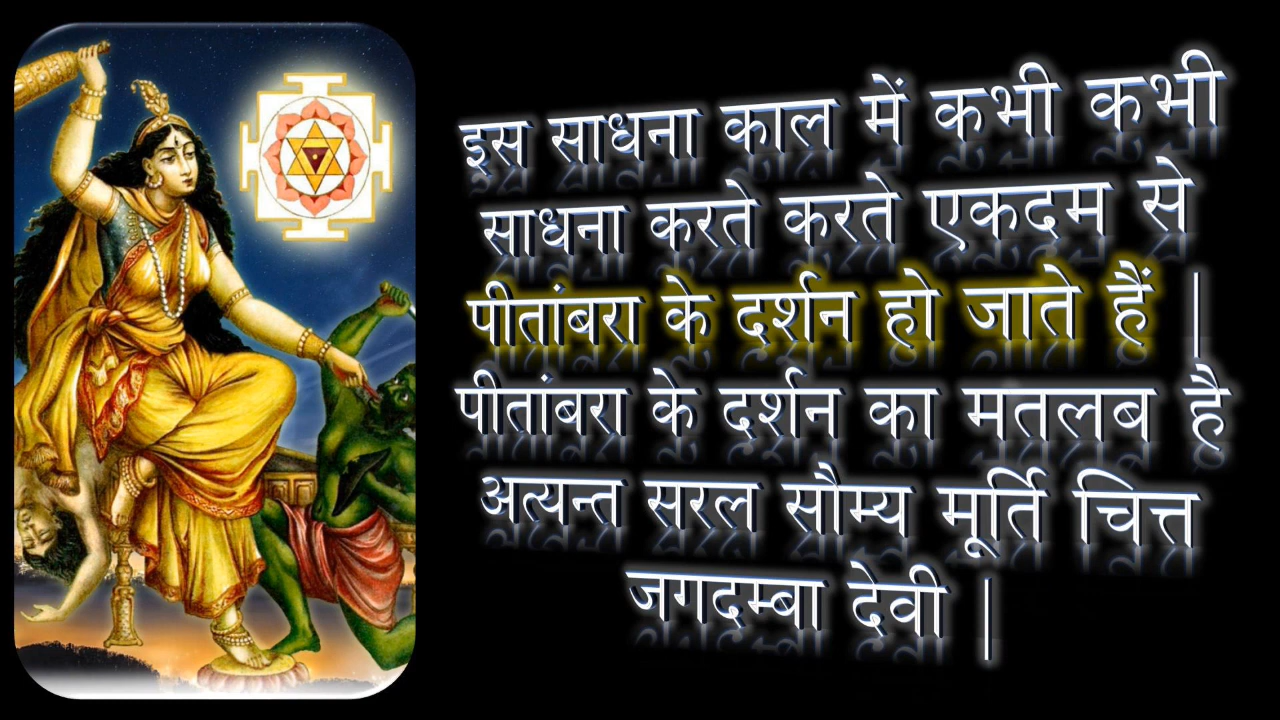 इस साधना काल में कभी कभी
साधना करते करते एकदम से
पीतांबरा के दर्शन हो जाते हैं |
पीतांबरा के दर्शन का मतलब है
अत्यन्त सरल सौम्य मूर्ति चित्त
जगदम्बा देवी |